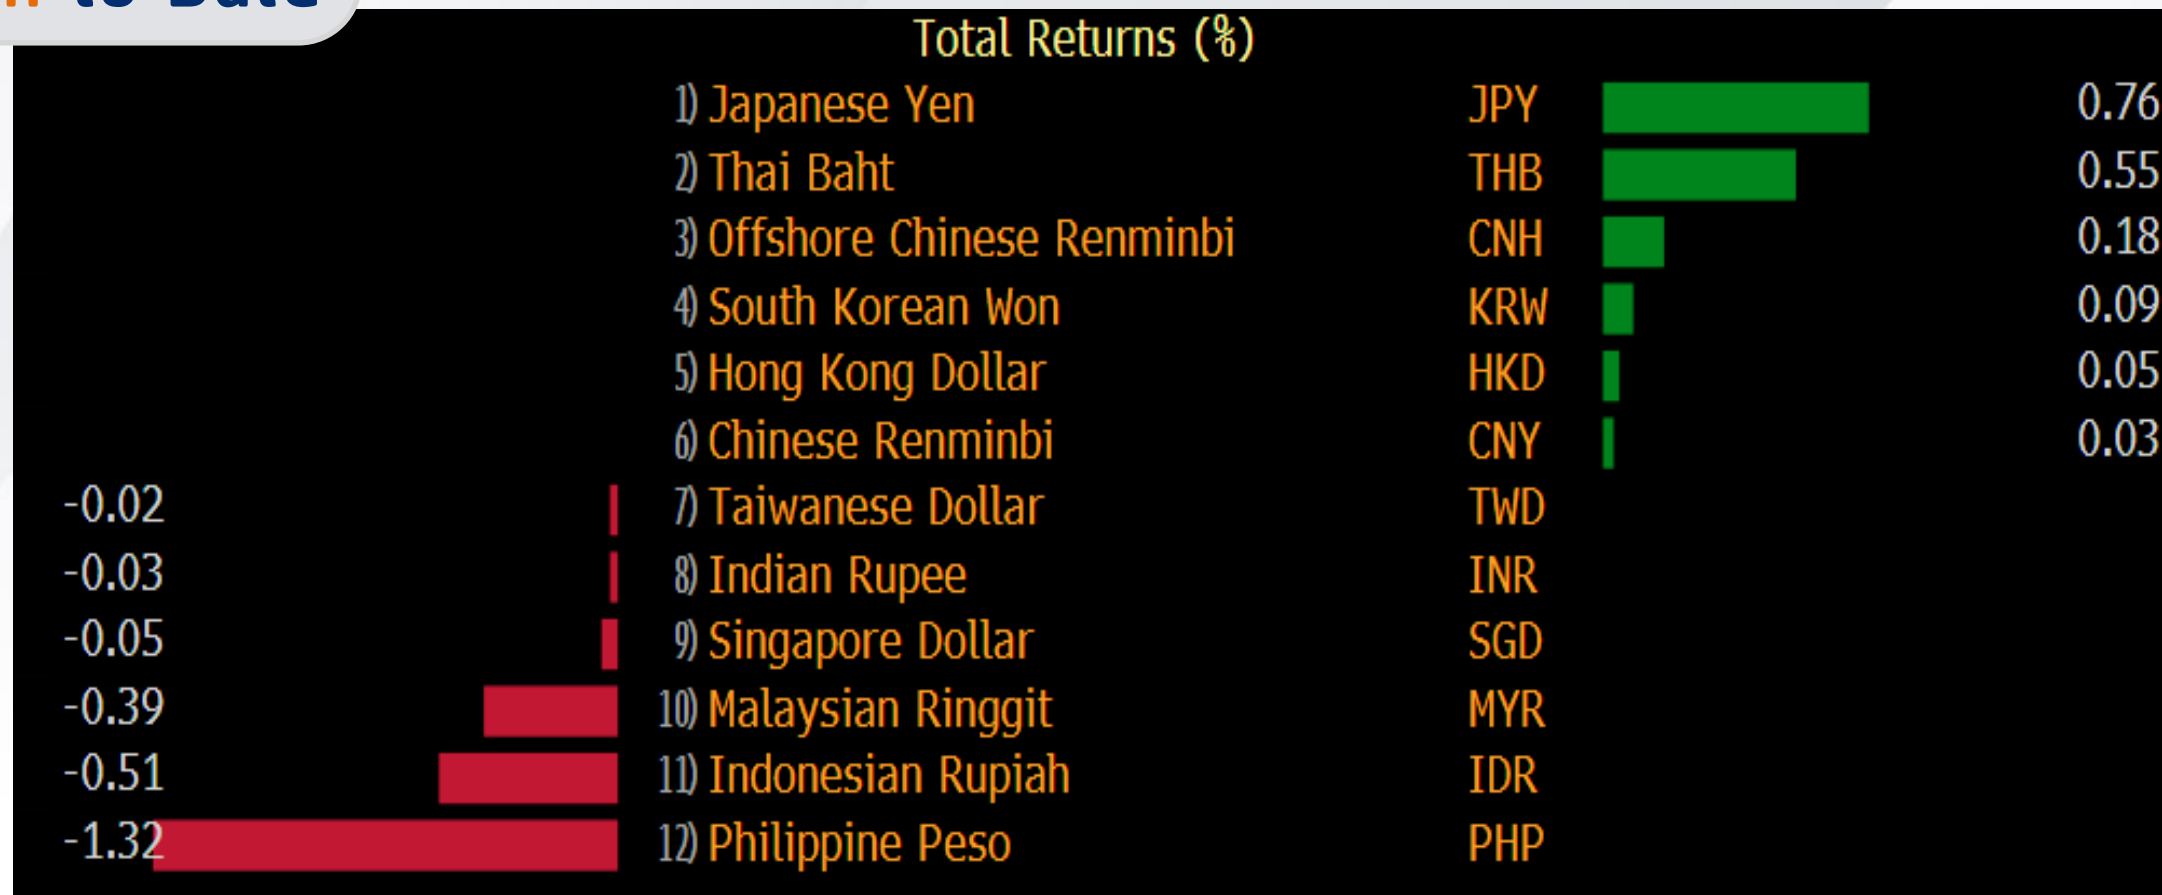 to Date
Total Returns (%)
1) Japanese Yen JPY 0.76
2) Thai Baht THB 0.55
3) Offshore Chinese Renminbi CNH 0.18
4) South Korean Won KRW 0.09
5) Hong Kong Dollar HKD 0.05
6) Chinese Renminbi CNY 0.03
-0.02 7) Taiwanese Dollar TWD
-0.03 8) Indian Rupee INR
-0.05 9) Singapore Dollar SGD
-0.39 10) Malaysian Ringgit MYR
-0.51 11) Indonesian Rupiah IDR
-1.32 12) Philippine Peso PHP